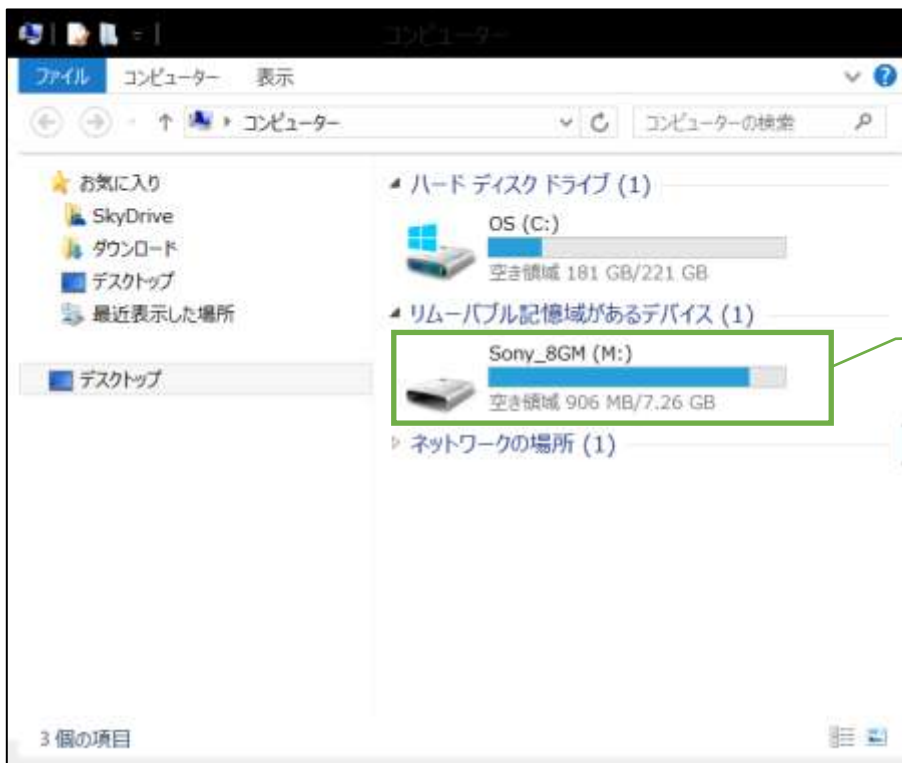 コンピューター
ファイル コンピューター 表示
コンピューター コンピューターの検索
お気に入り
SkyDrive
ダウンロード
デスクトップ
最近表示した場所
デスクトップ
ハード ディスク ドライブ (1)
OS (C:)
空き領域 181 GB/221 GB
リムーバブル記憶域があるデバイス (1)
Sony_8GM (M:)
空き領域 906 MB/7.26 GB
ネットワークの場所 (1)
3 個の項目